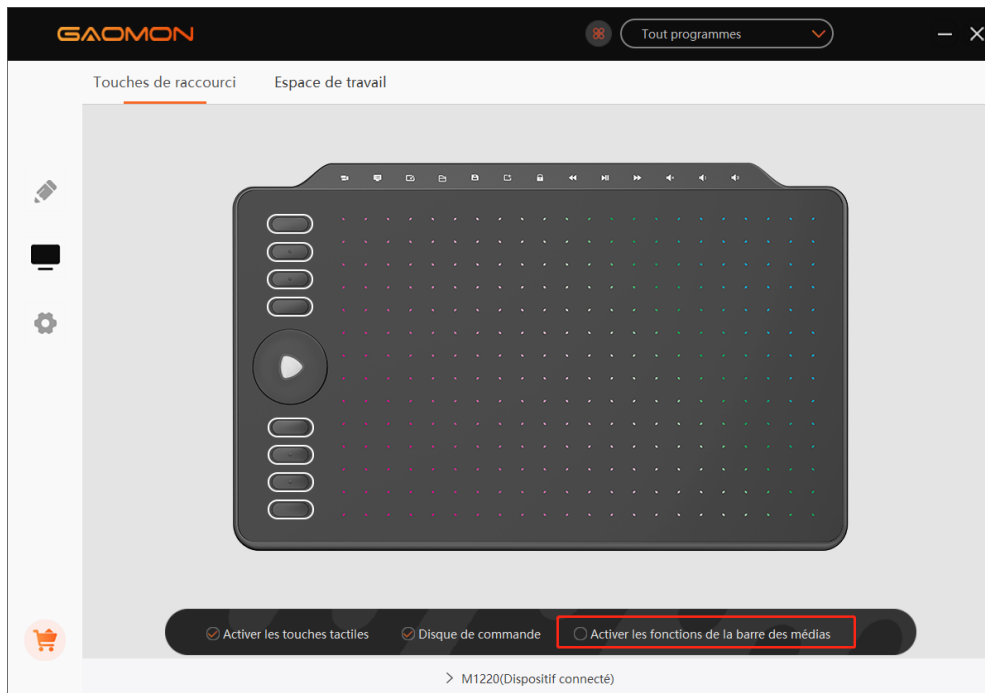 GAOMON
Tout programmes
Touches de raccourci
Espace de travail
Activer les touches tactiles
Disque de commande
Activer les fonctions de la barre des médias
M1220(Dispositif connecté)